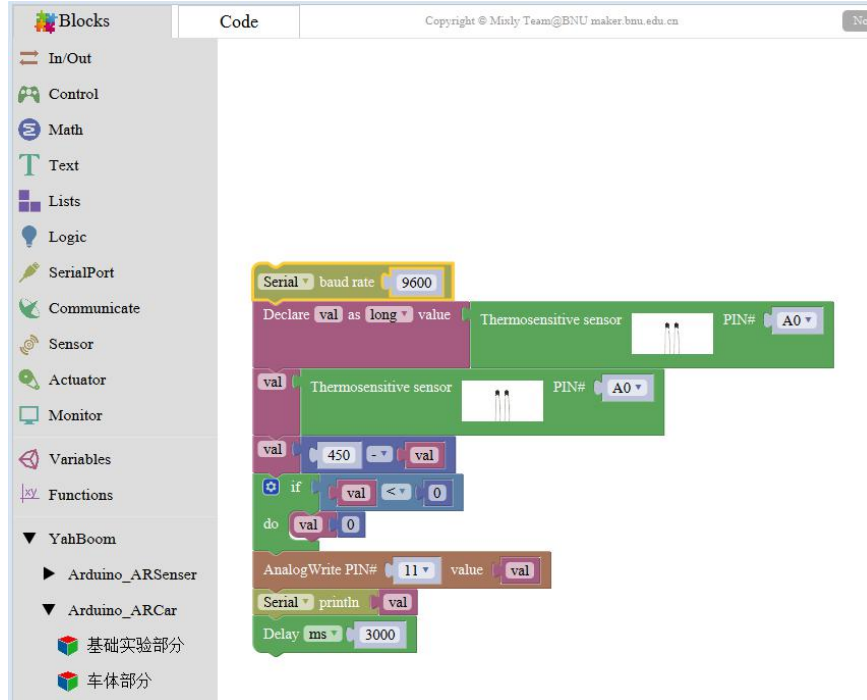 Blocks
Code
Copyright © Mixly Team@BNU maker.bnu.edu.cn
In/Out
Control
Math
Text
Lists
Logic
SerialPort
Communicate
Sensor
Actuator
Monitor
Variables
Functions
YahBoom
Arduino_ARSenser
Arduino_ARCar
基础实验部分
车体部分
Serial baud rate 9600
Declare val as long value Thermosensitive sensor PIN# A0
val Thermosensitive sensor PIN# A0
val 450 - val
if val < 0
do val 0
AnalogWrite PIN# 11 value val
Serial println val
Delay ms 3000